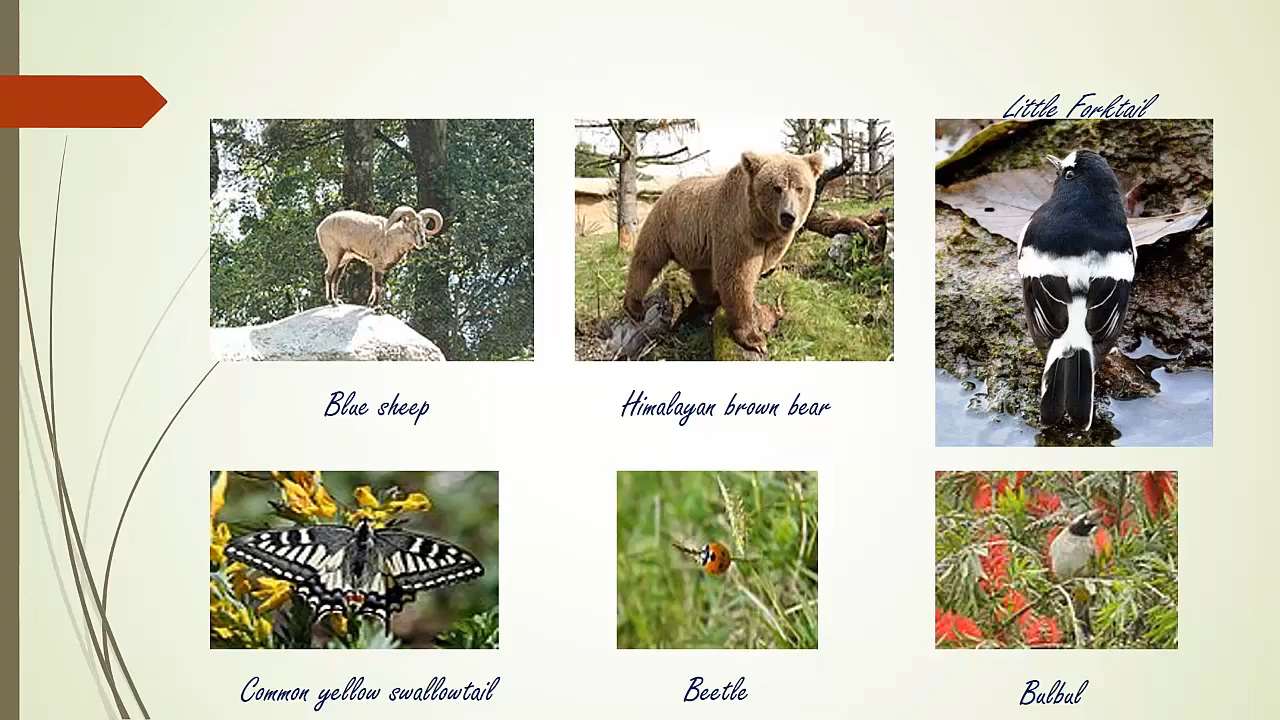 Little Forktail
Blue sheep
Himalayan brown bear
Common yellow swallowtail
Beetle
Bulbul